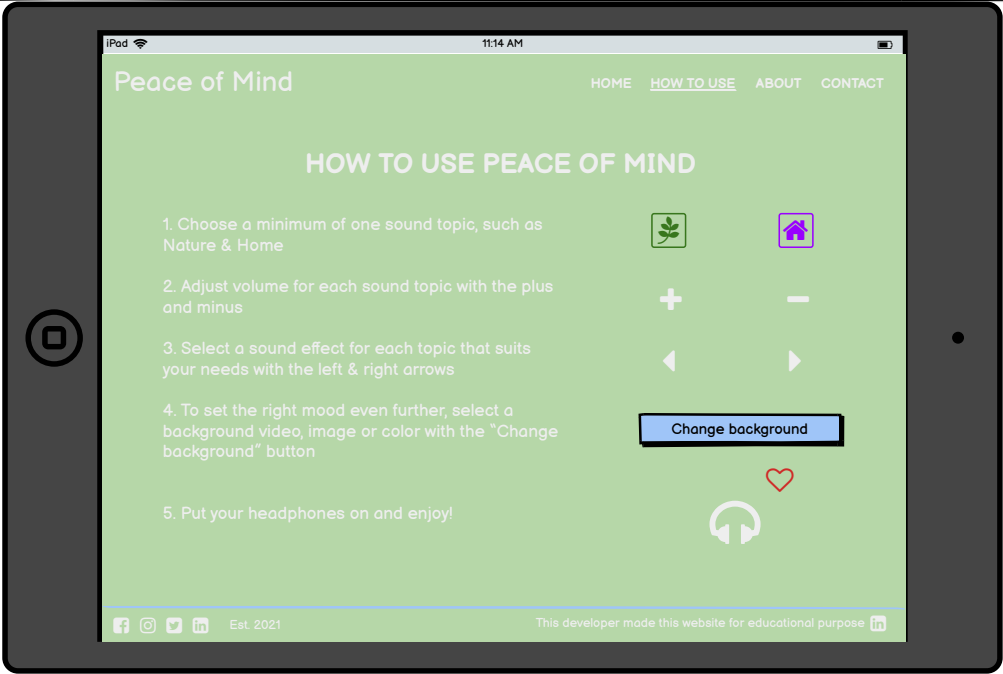 iPad
11:14 AM
Peace of Mind
HOME HOW TO USE ABOUT CONTACT
HOW TO USE PEACE OF MIND
1. Choose a minimum of one sound topic, such as
Nature & Home
2. Adjust volume for each sound topic with the plus
and minus
3. Select a sound effect for each topic that suits
your needs with the left & right arrows
4. To set the right mood even further, select a
background video, image or color with the “Change
background” button
Change background
5. Put your headphones on and enjoy!
Est. 2021
This developer made this website for educational purpose